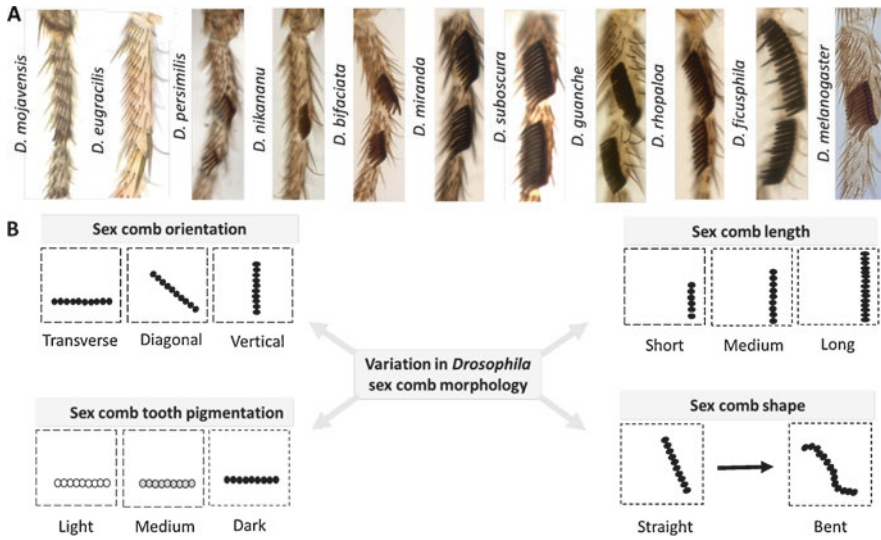 A
D. mojavensis
D. eugracilis
D. persimilis
D. nikananu
D. bifaciata
D. miranda
D. suboscura
D. guanche
D. rhopaloa
D. ficusphila
D. melanogaster
B
Sex comb orientation
Transverse Diagonal Vertical
Sex comb length
Short Medium Long
Variation in Drosophila
sex comb morphology
Sex comb tooth pigmentation
Light Medium Dark
Sex comb shape
Straight Bent